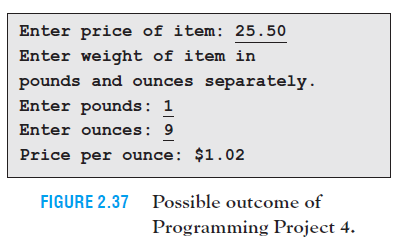 Enter price of item: 25.50
Enter weight of item in
pounds and ounces separately.
Enter pounds: 1
Enter ounces: 9
Price per ounce: $1.02
FIGURE 2.37 Possible outcome of
Programming Project 4.